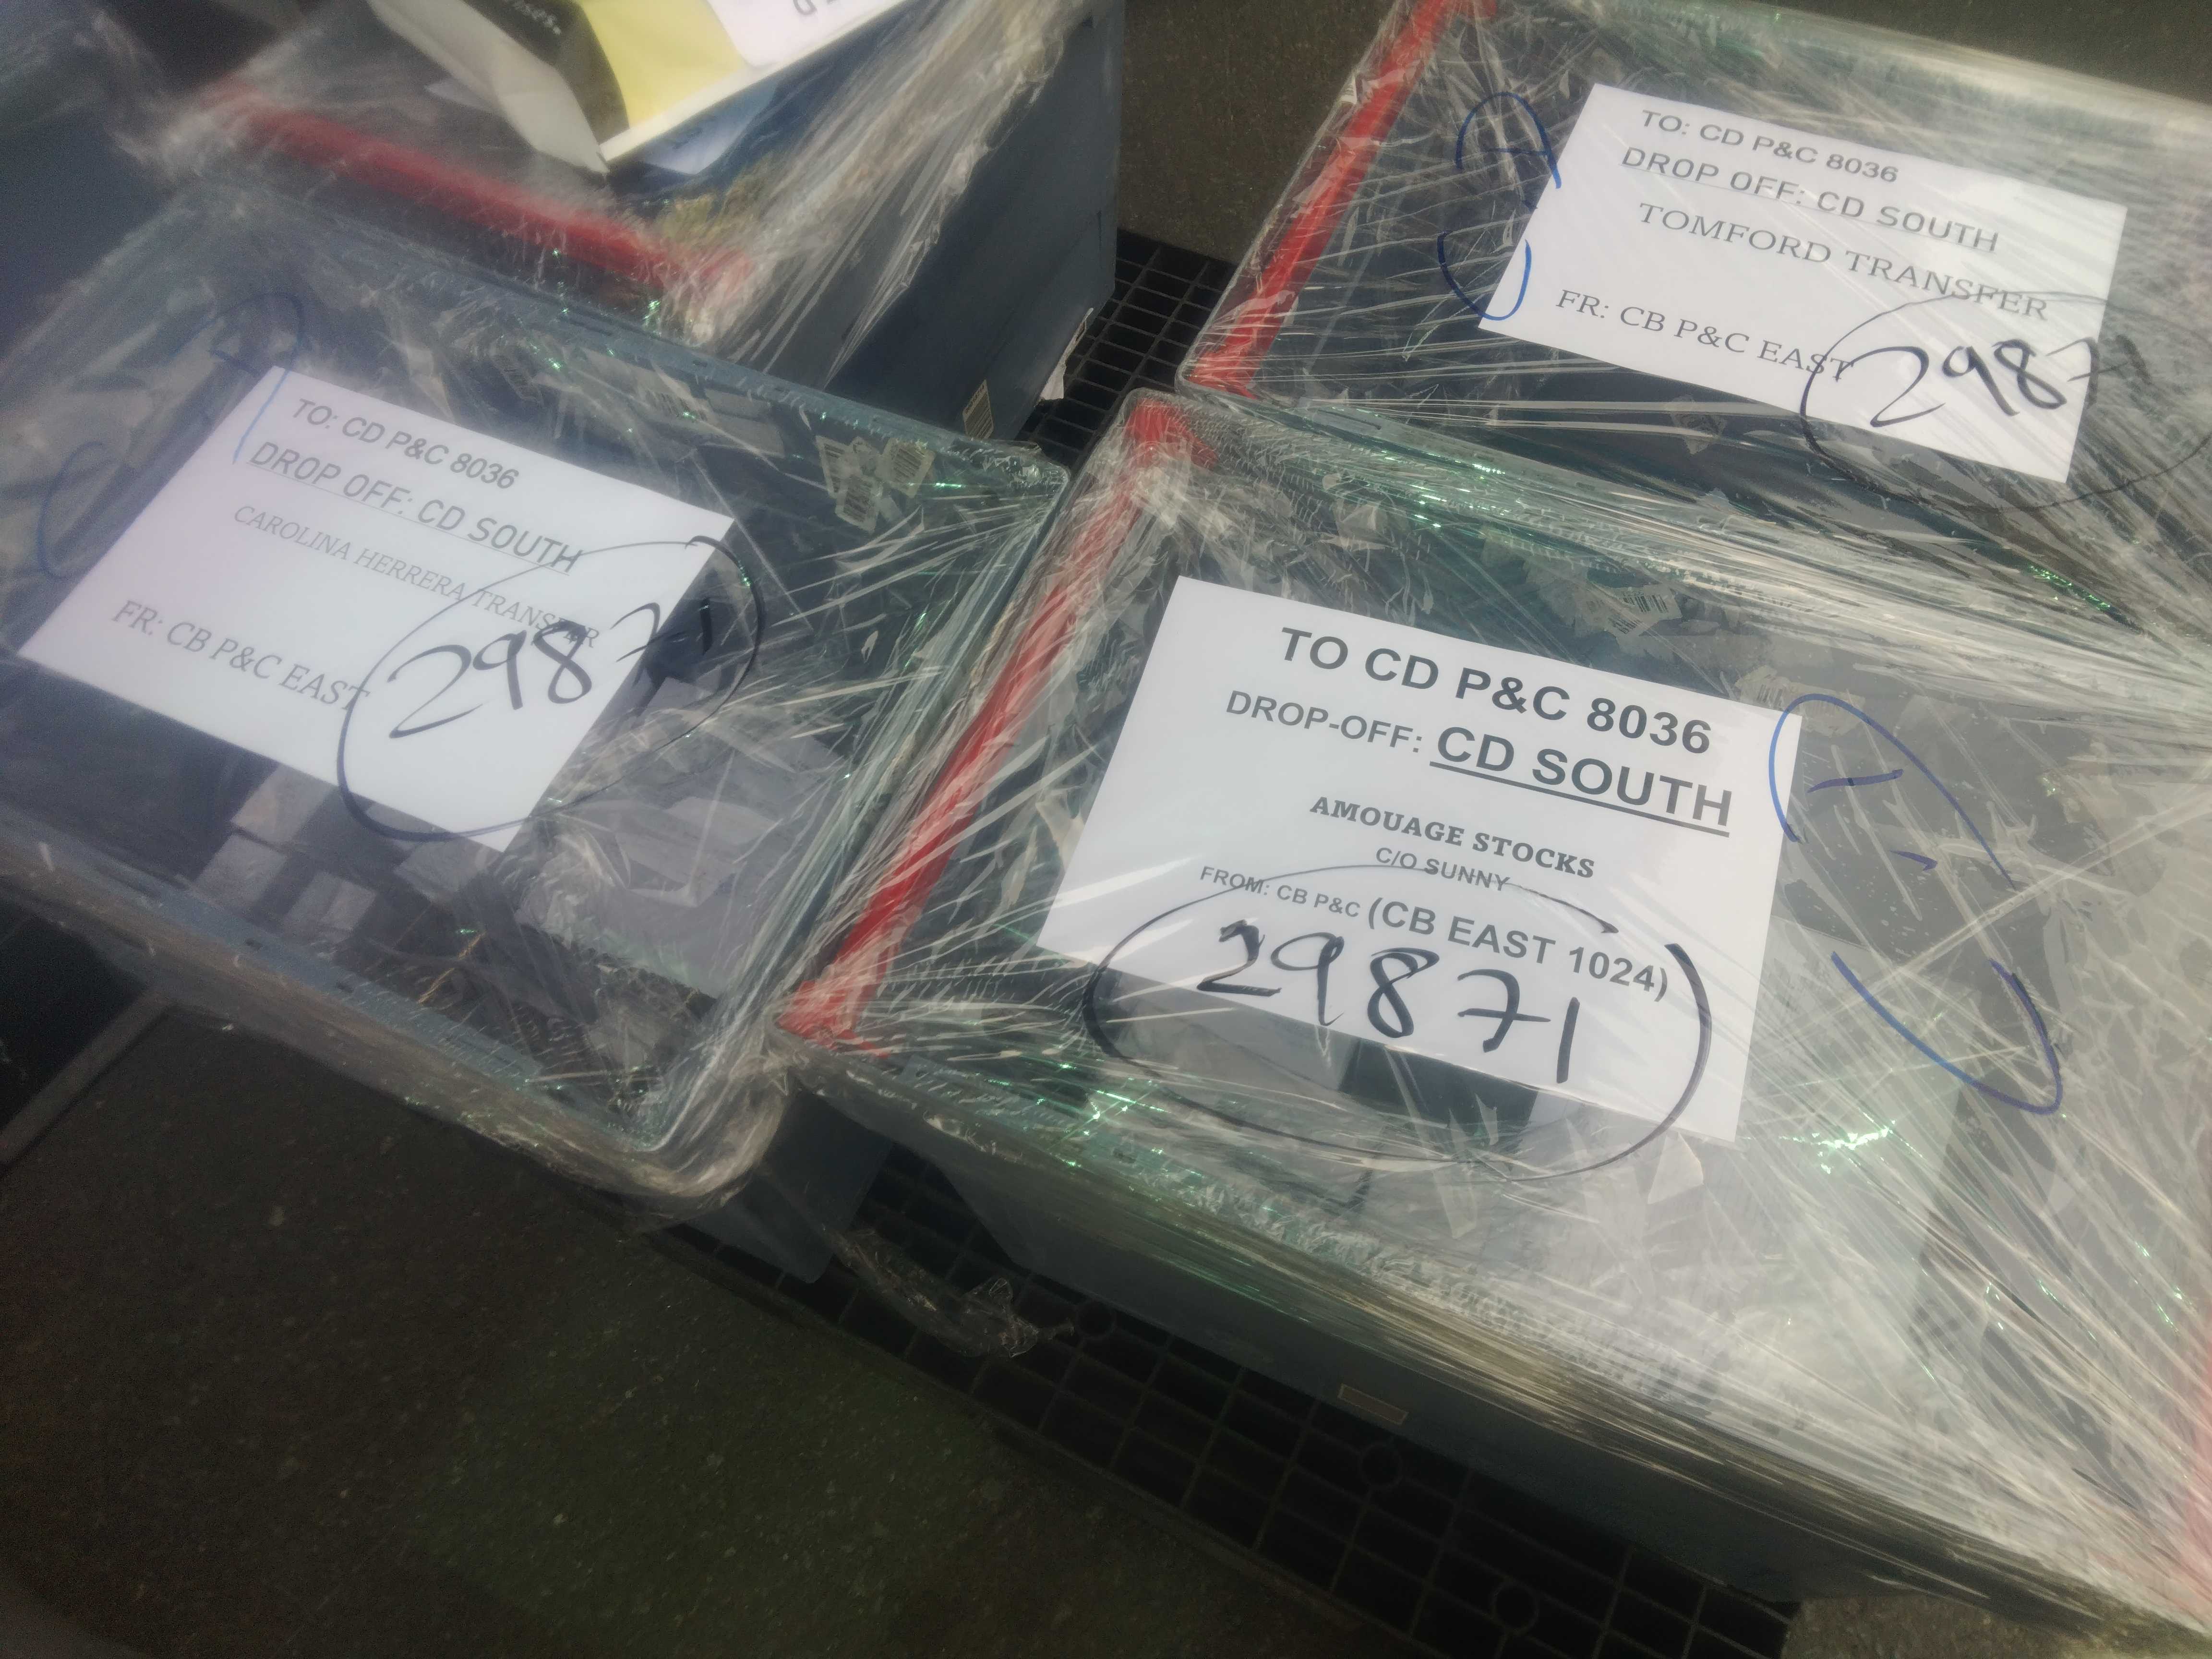 TO: CD P&C 8036
DROP OFF: CD SOUTH
TOMFORD TRANSFER
FR: CB P&C EAST
2987
TO: CD P&C 8036
DROP OFF: CD SOUTH
CAROLINA HERRERA TRANSFER
FR: CB P&C EAST
29871
TO CD P&C 8036
DROP-OFF: CD SOUTH
AMOUAGE STOCKS
C/O SUNNY
FROM: CB P&C (CB EAST 1024)
29871